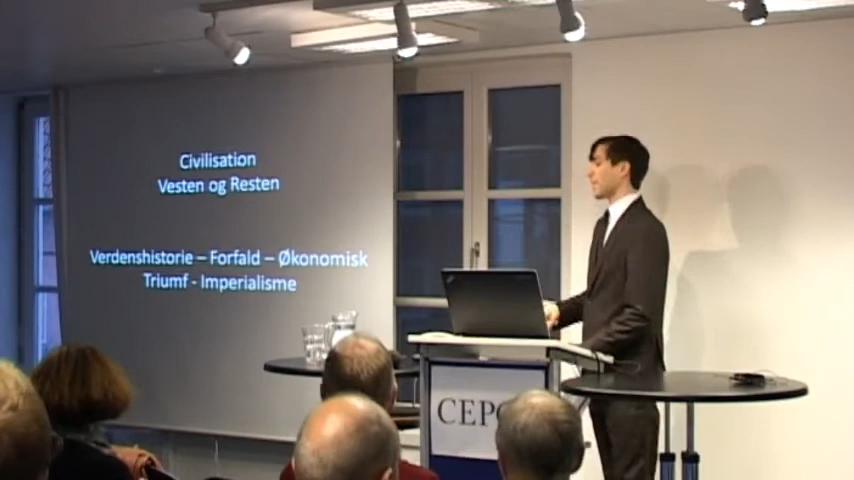 Civilisation
Vesten og Resten
Verdenshistorie – Forfald – Økonomisk
Triumf - Imperialisme
CEPO